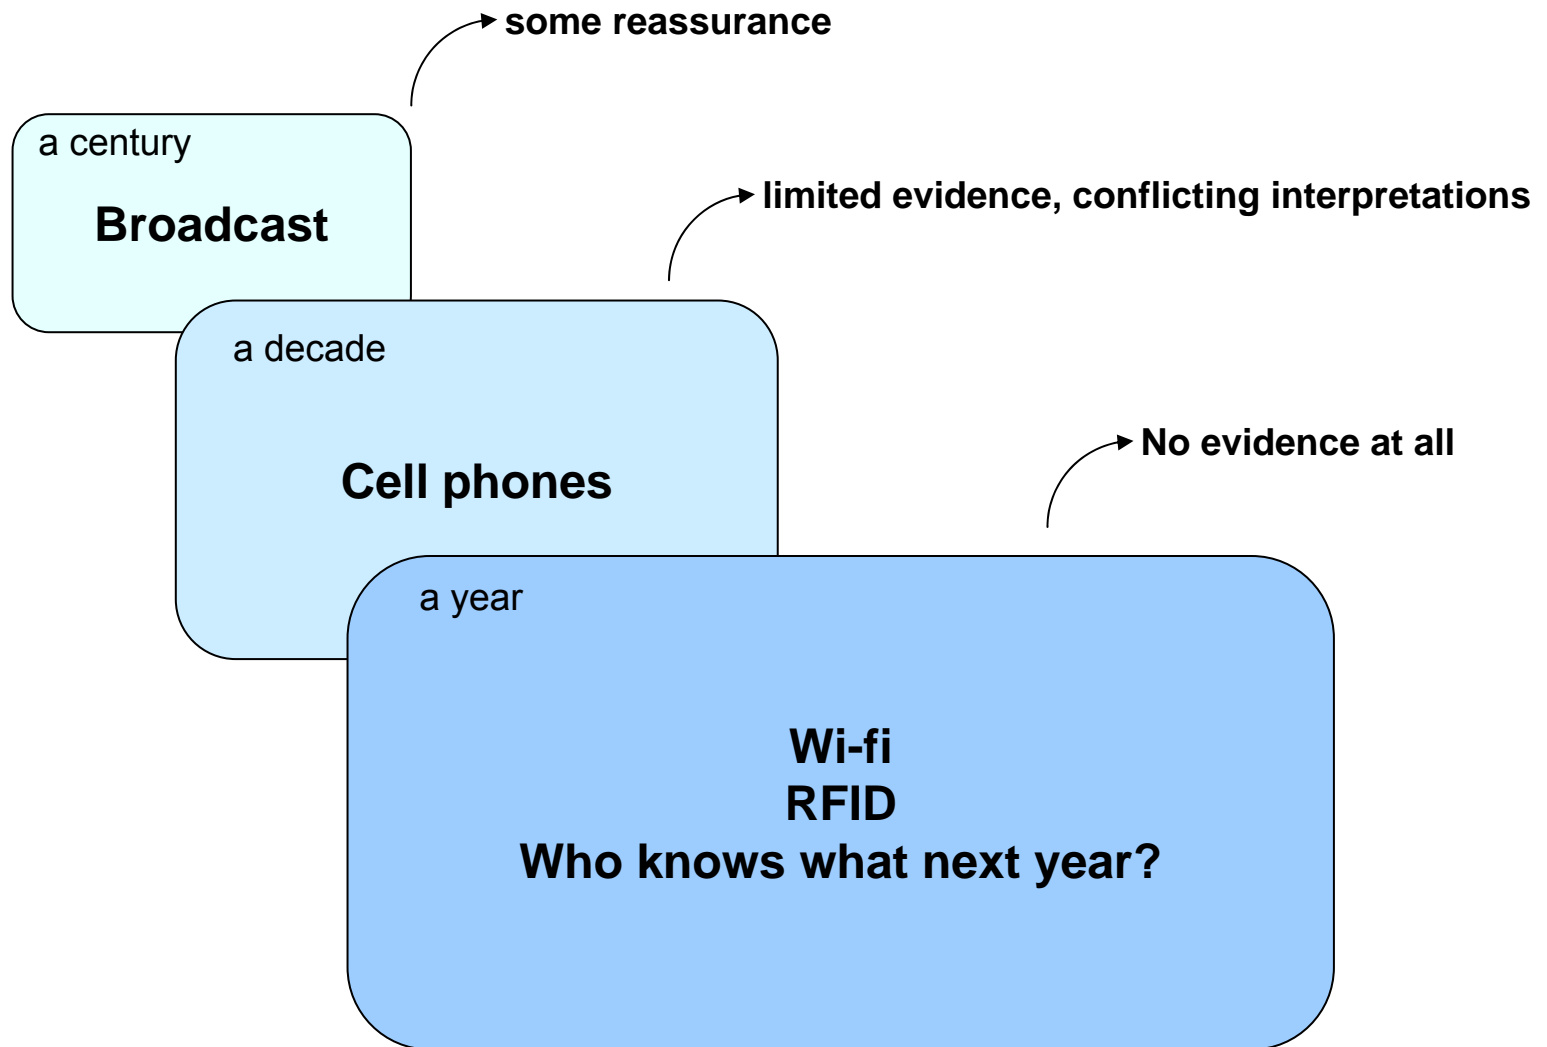 some reassurance
a century
Broadcast
limited evidence, conflicting interpretations
a decade
Cell phones
No evidence at all
a year
Wi-fi
RFID
Who knows what next year?